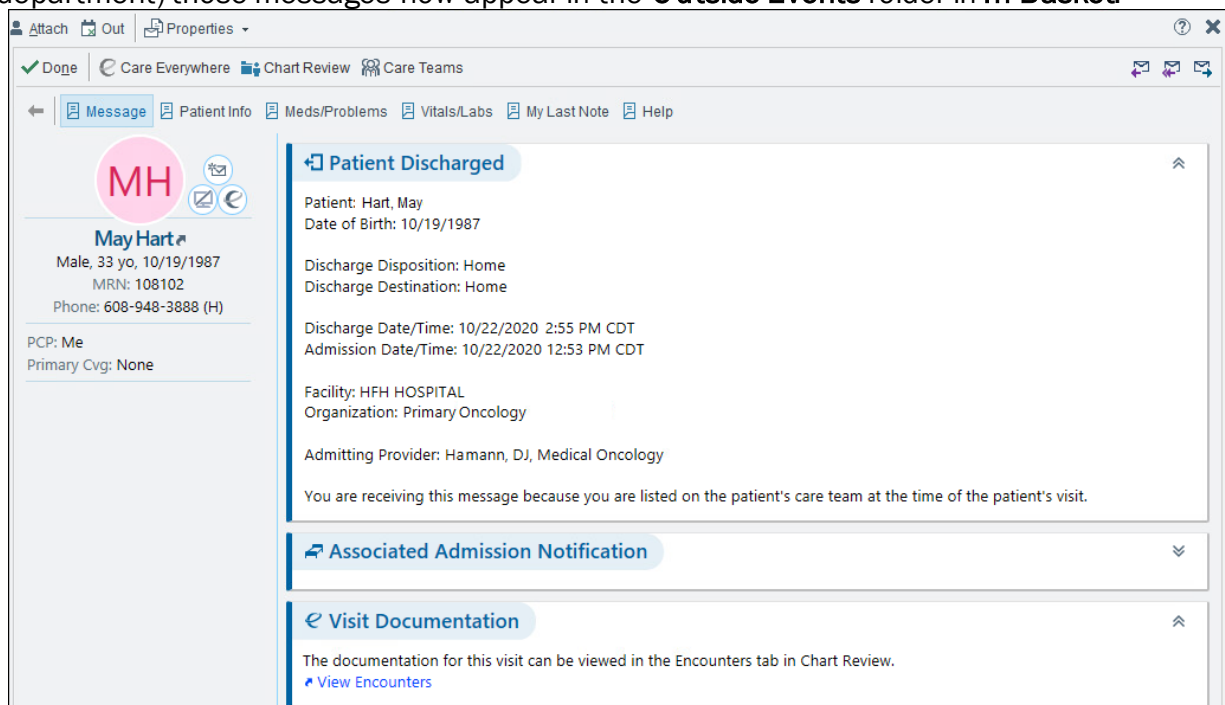 department) these messages now appear in the Outside Events folder in In Basket.
Attach Out Properties
Done Care Everywhere Chart Review Care Teams
Message Patient Info Meds/Problems Vitals/Labs My Last Note Help
MH
May Hart
Male, 33 yo, 10/19/1987
MRN: 108102
Phone: 608-948-3888 (H)
PCP: Me
Primary Cvg: None
Patient Discharged
Patient: Hart, May
Date of Birth: 10/19/1987
Discharge Disposition: Home
Discharge Destination: Home
Discharge Date/Time: 10/22/2020 2:55 PM CDT
Admission Date/Time: 10/22/2020 12:53 PM CDT
Facility: HFH HOSPITAL
Organization: Primary Oncology
Admitting Provider: Hamann, DJ, Medical Oncology
You are receiving this message because you are listed on the patient's care team at the time of the patient's visit.
Associated Admission Notification
Visit Documentation
The documentation for this visit can be viewed in the Encounters tab in Chart Review.
View Encounters